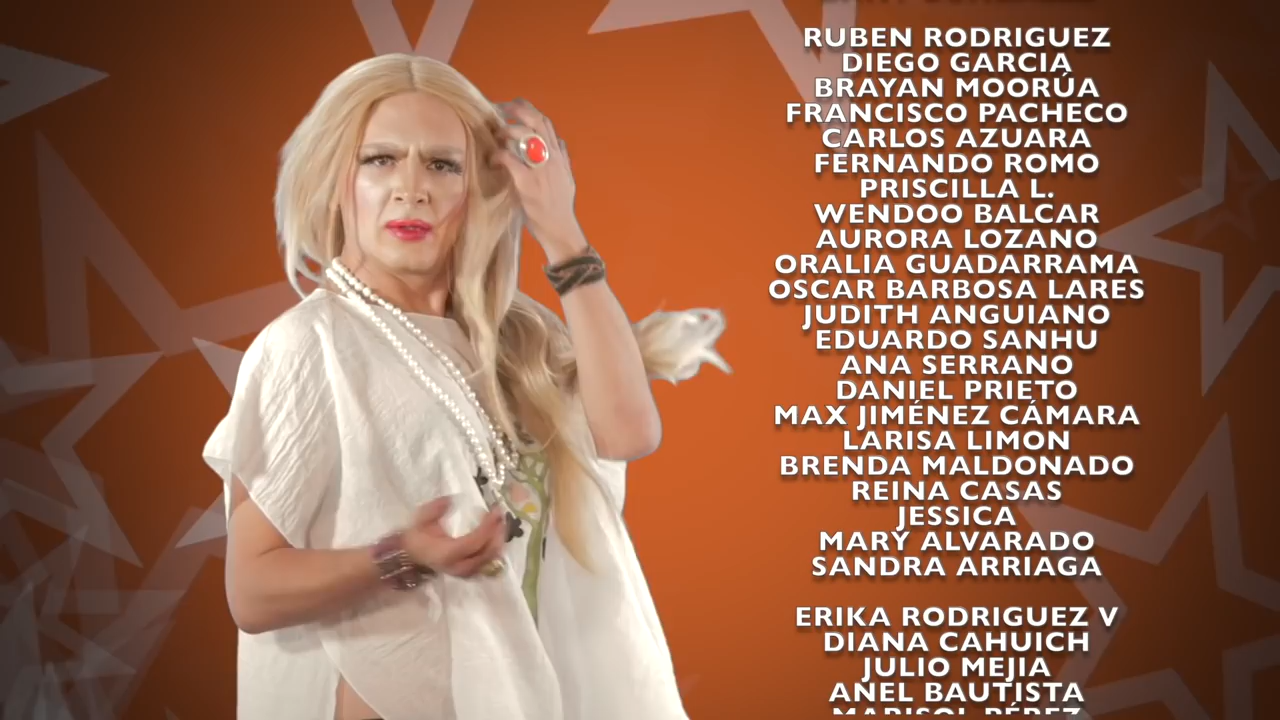 RUBEN RODRIGUEZ
DIEGO GARCIA
BRAYAN MOORÚA
FRANCISCO PACHECO
CARLOS AZUARA
FERNANDO ROMO
PRISCILLA L.
WENDOO BALCAR
AURORA LOZANO
ORALIA GUADARRAMA
OSCAR BARBOSA LARES
JUDITH ANGUIANO
EDUARDO SANHU
ANA SERRANO
DANIEL PRIETO
MAX JIMÉNEZ CÁMARA
LARISA LIMON
BRENDA MALDONADO
REINA CASAS
JESSICA
MARY ALVARADO
SANDRA ARRIAGA
ERIKA RODRIGUEZ V
DIANA CAHUICH
JULIO MEJIA
ANEL BAUTISTA
MARISOL PÉREZ